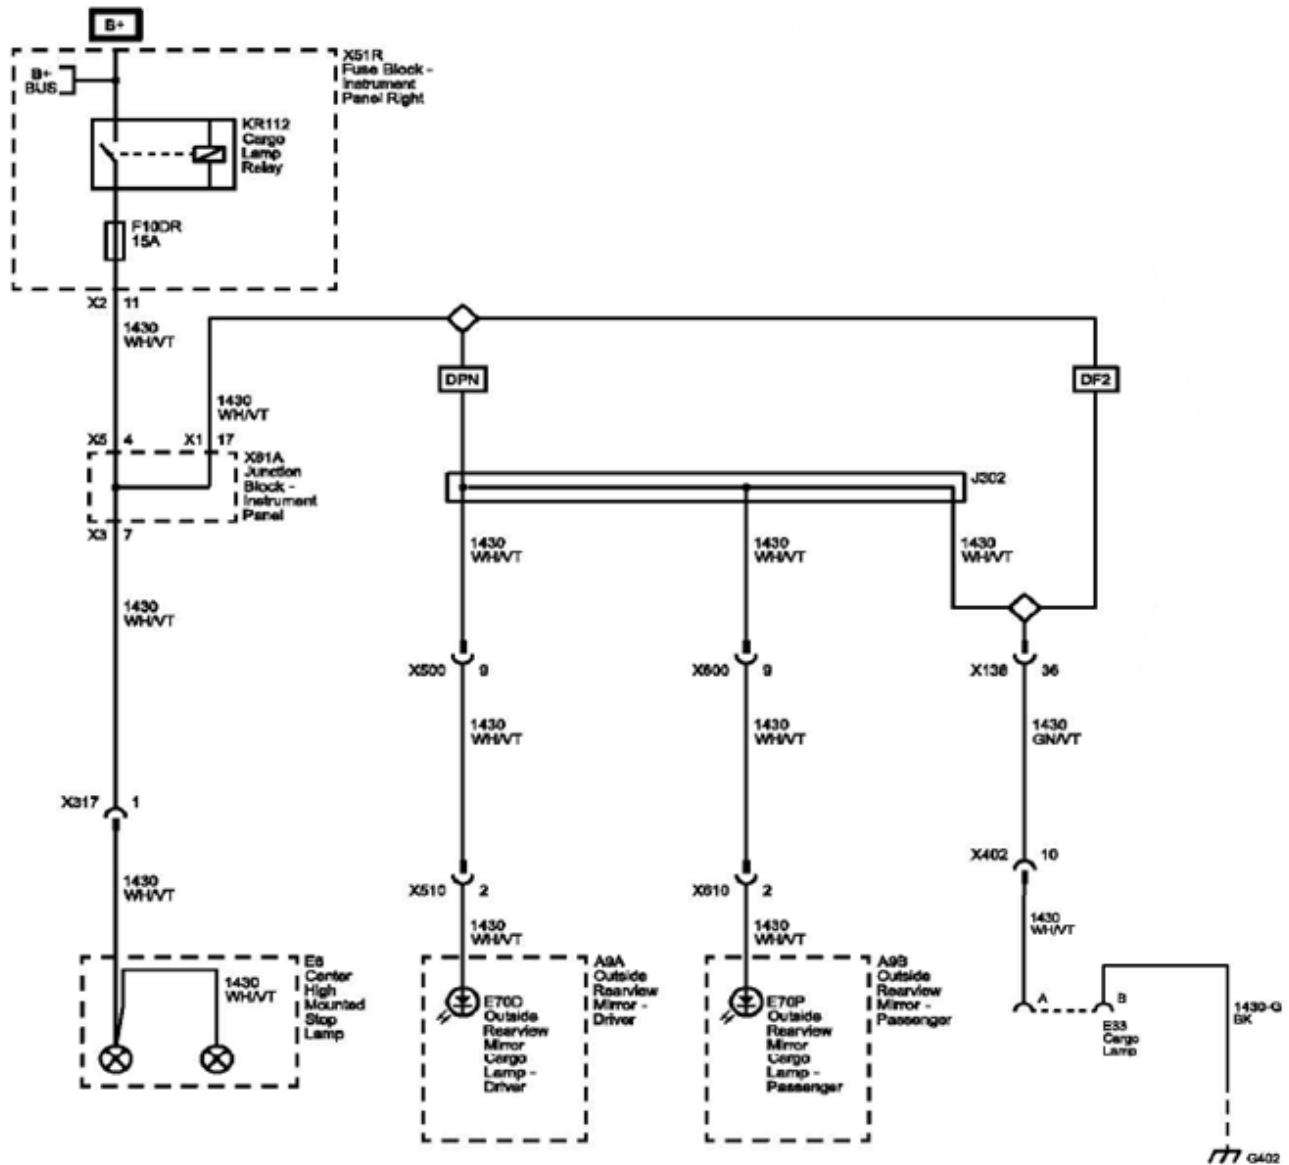 B+
B+
BUS
X51R
Fuse Block -
Instrument
Panel Right
KR112
Cargo
Lamp
Relay
F10DR
15A
X2 11
1430
WH/VT
DPN
DF2
1430
WH/VT
X5 4
X1 17
X61A
Junction
Block -
Instrument
Panel
J302
X3 7
1430
WH/VT
1430
WH/VT
1430
WH/VT
1430
WH/VT
X500 9
X600 9
X138 36
1430
WH/VT
1430
WH/VT
1430
GN/VT
X317 1
X510 2
X610 2
X402 10
1430
WH/VT
1430
WH/VT
1430
WH/VT
1430
WH/VT
E6
Center
High
Mounted
Stop
Lamp
1430
WH/VT
A9A
Outside
Rearview
Mirror -
Driver
E70D
Outside
Rearview
Mirror
Cargo
Lamp -
Driver
A9B
Outside
Rearview
Mirror -
Passenger
E70P
Outside
Rearview
Mirror
Cargo
Lamp -
Passenger
A
B
E33
Cargo
Lamp
1430-G
BK
G402